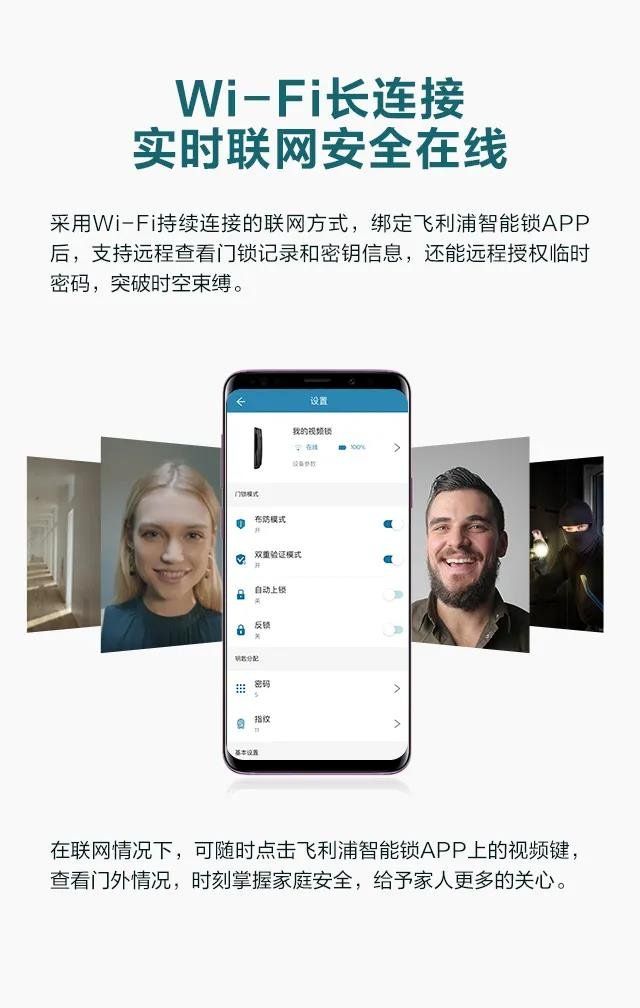 Wi-Fi长连接
实时联网安全在线
采用Wi-Fi持续连接的联网方式，绑定飞利浦智能锁APP
后，支持远程查看门锁记录和密钥信息，还能远程授权临时
密码，突破时空束缚。
设置
我的视频锁
在线 100%
设备参数
门锁模式
布防模式
开
双重验证模式
开
自动上锁
关
反锁
关
钥匙分配
密码
5
指纹
11
基本设置
在联网情况下，可随时点击飞利浦智能锁APP上的视频键，
查看门外情况，时刻掌握家庭安全，给予家人更多的关心。